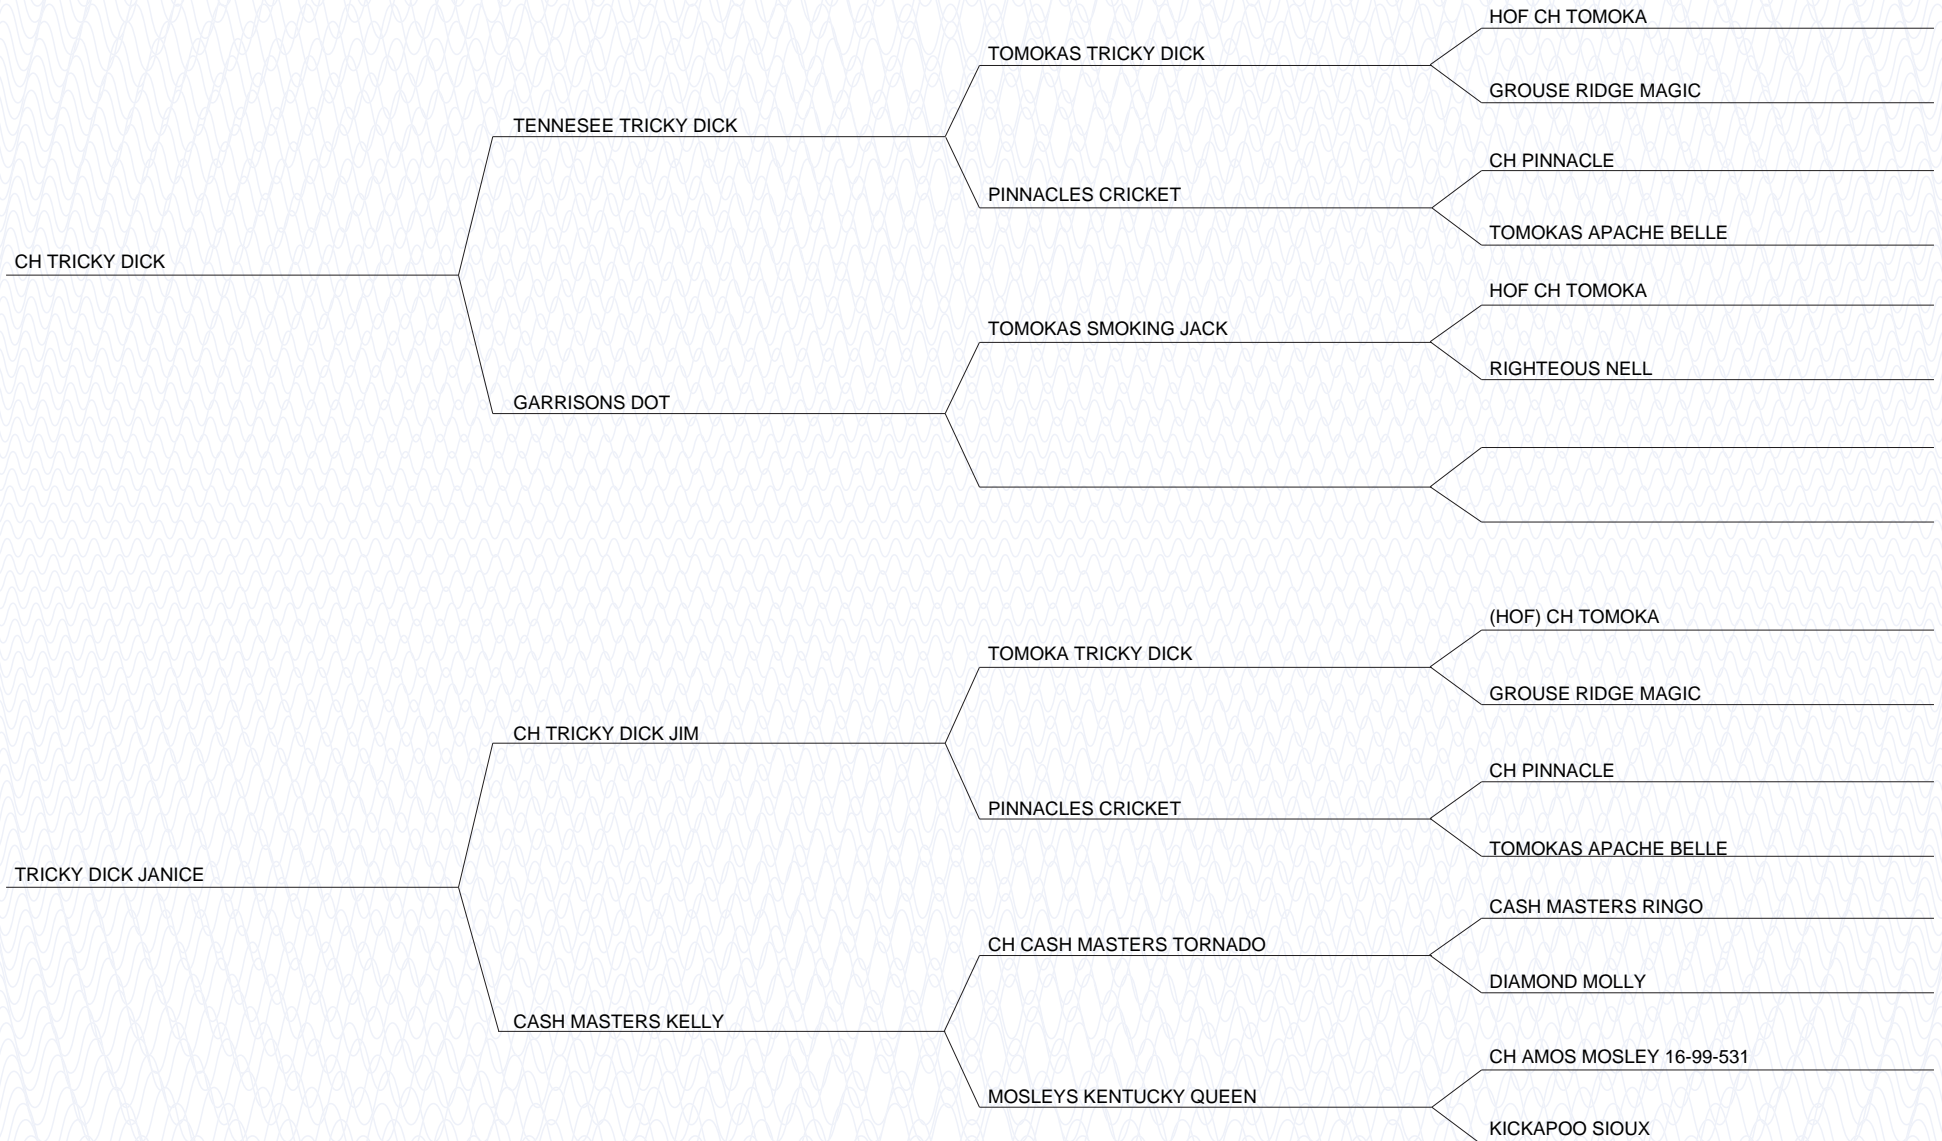 HOF CH TOMOKA
TOMOKAS TRICKY DICK
GROUSE RIDGE MAGIC
TENNESEE TRICKY DICK
CH PINNACLE
PINNACLES CRICKET
TOMOKAS APACHE BELLE
CH TRICKY DICK
HOF CH TOMOKA
TOMOKAS SMOKING JACK
RIGHTEOUS NELL
GARRISONS DOT
(HOF) CH TOMOKA
TOMOKA TRICKY DICK
GROUSE RIDGE MAGIC
CH TRICKY DICK JIM
CH PINNACLE
PINNACLES CRICKET
TOMOKAS APACHE BELLE
TRICKY DICK JANICE
CASH MASTERS RINGO
CH CASH MASTERS TORNADO
DIAMOND MOLLY
CASH MASTERS KELLY
CH AMOS MOSLEY 16-99-531
MOSLEYS KENTUCKY QUEEN
KICKAPOO SIOUX